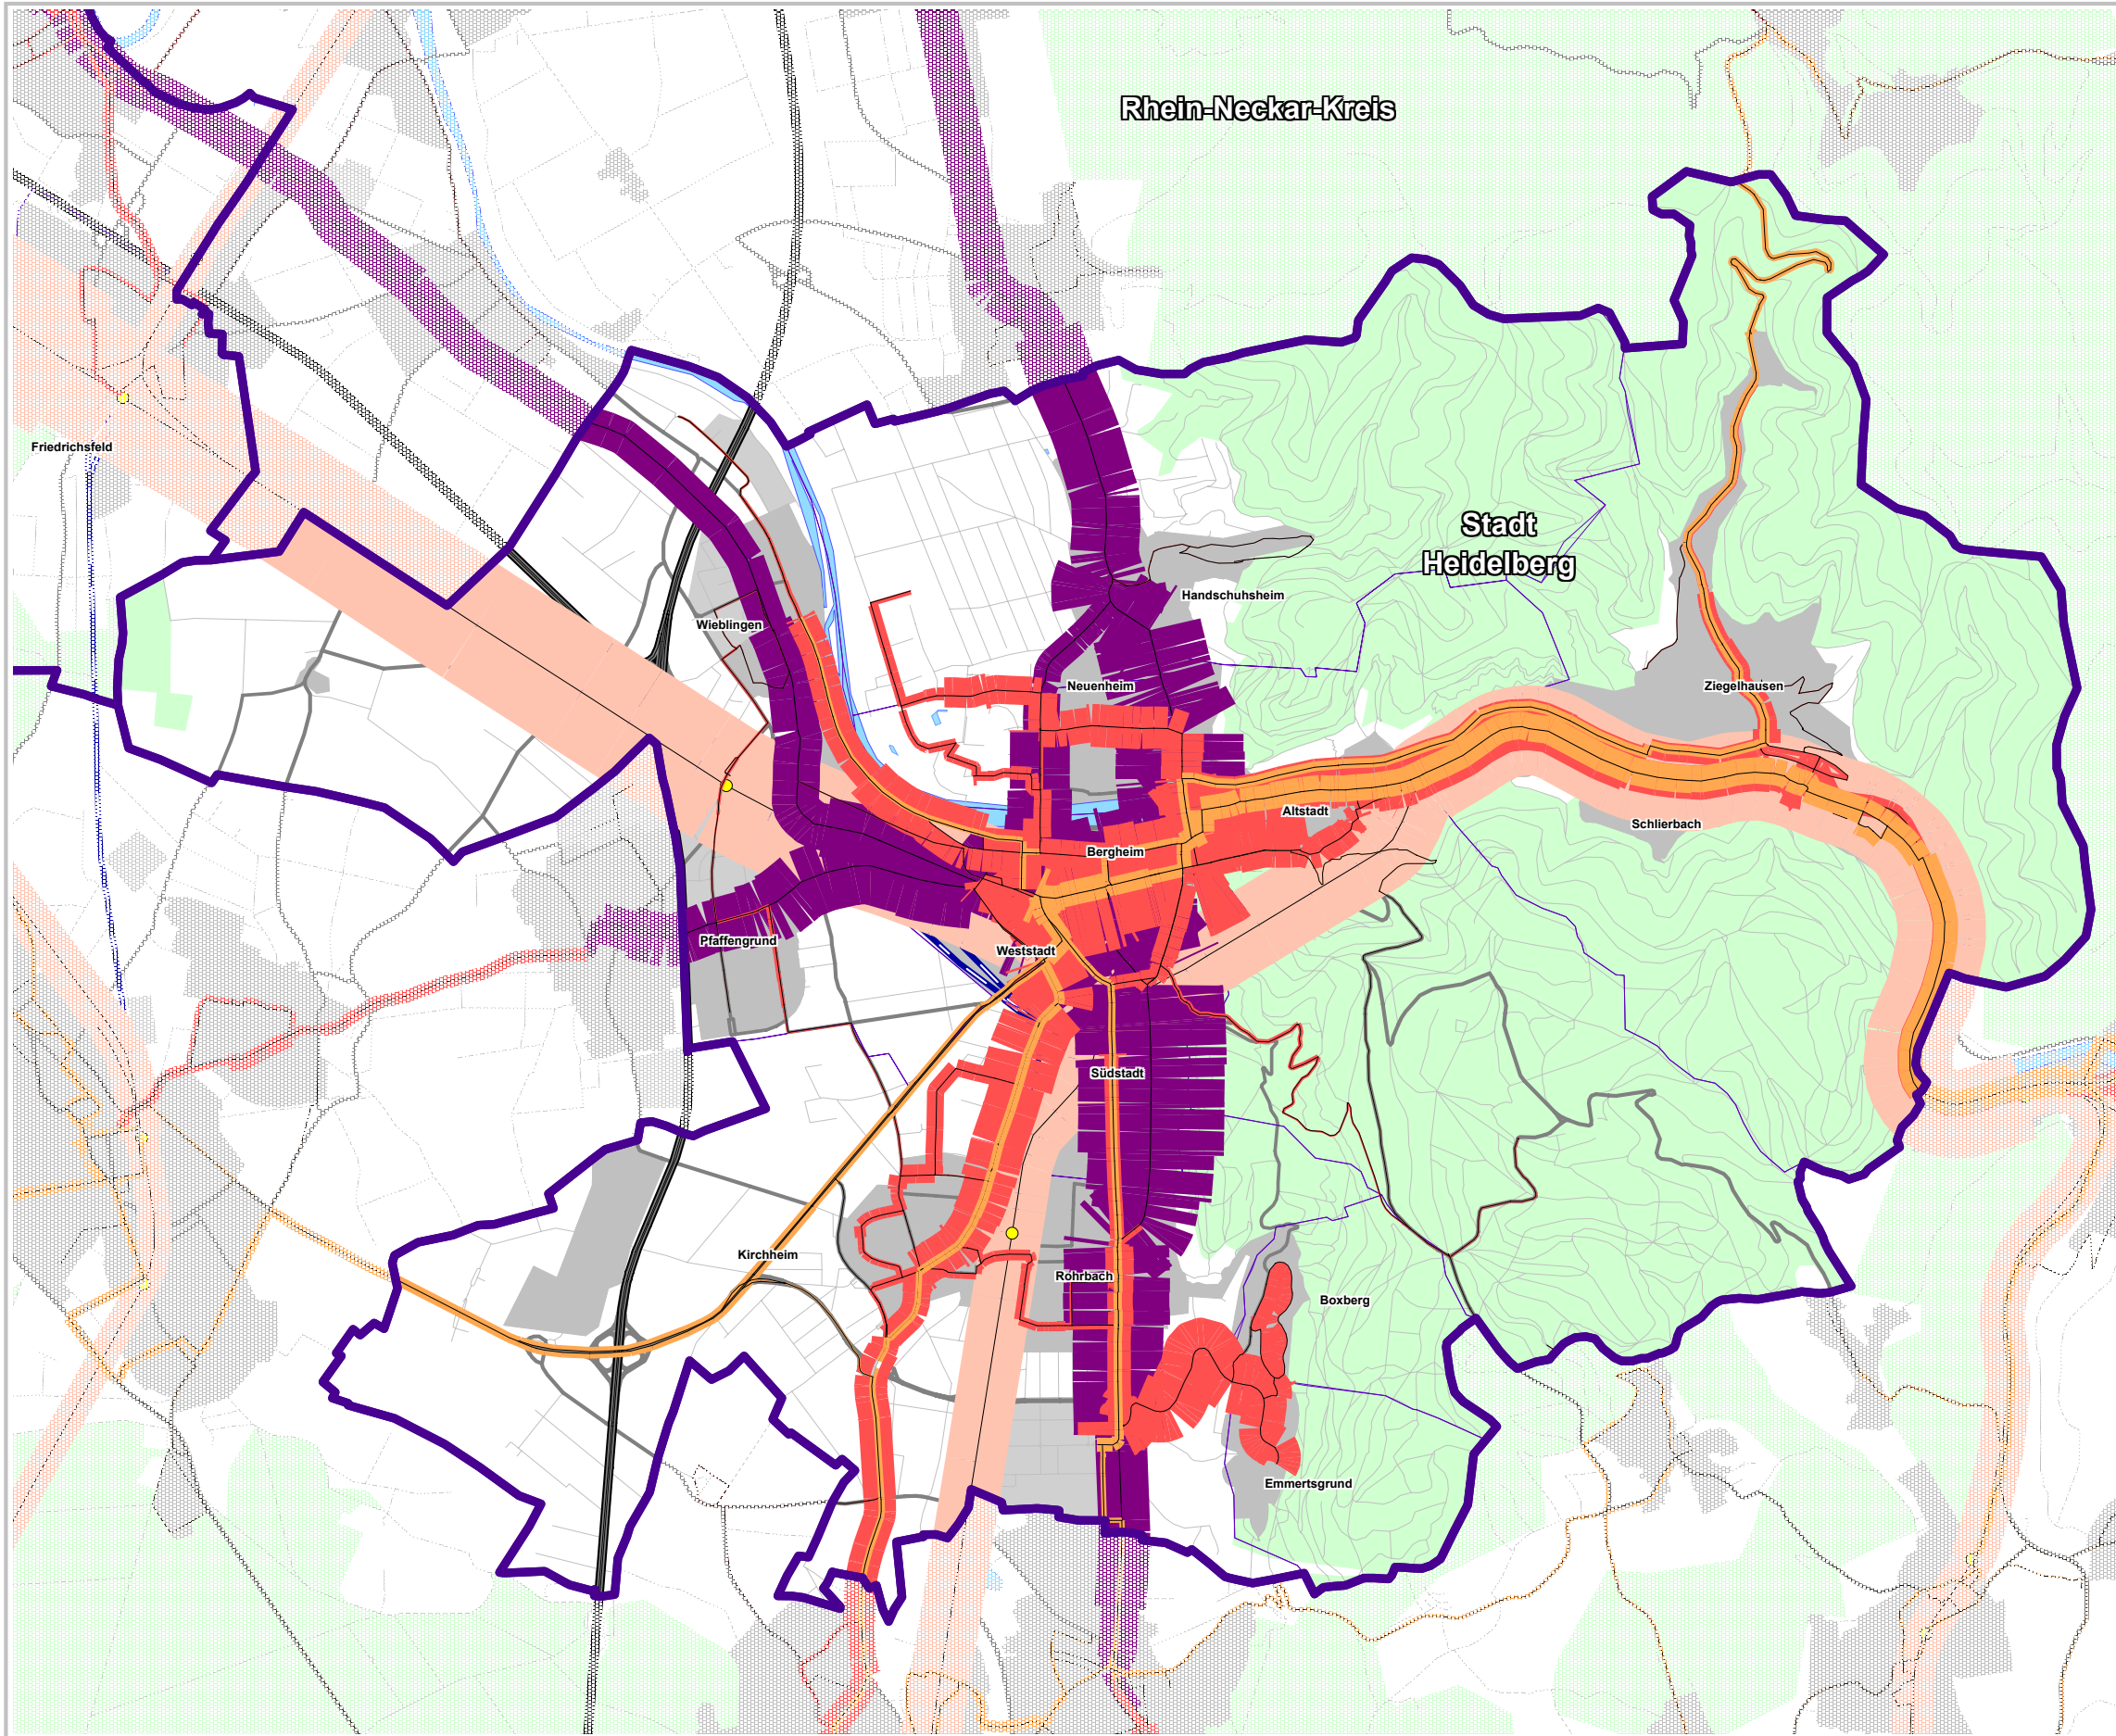 Rhein-Neckar-Kreis
Friedrichsfeld
Stadt
Heidelberg
Handschuhsheim
Wieblingen
Neuenheim
Ziegelhausen
Altstadt
Schlierbach
Bergheim
Pfaffengrund
Weststadt
Südstadt
Kirchheim
Rohrbach
Boxberg
Emmertsgrund